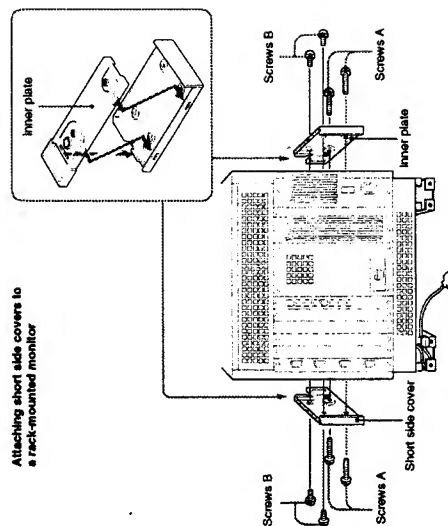 Attaching short side covers to
a rack-mounted monitor
Inner plate
Screws B
Screws A
Inner plate
Screws B
Screws A
Short side cover